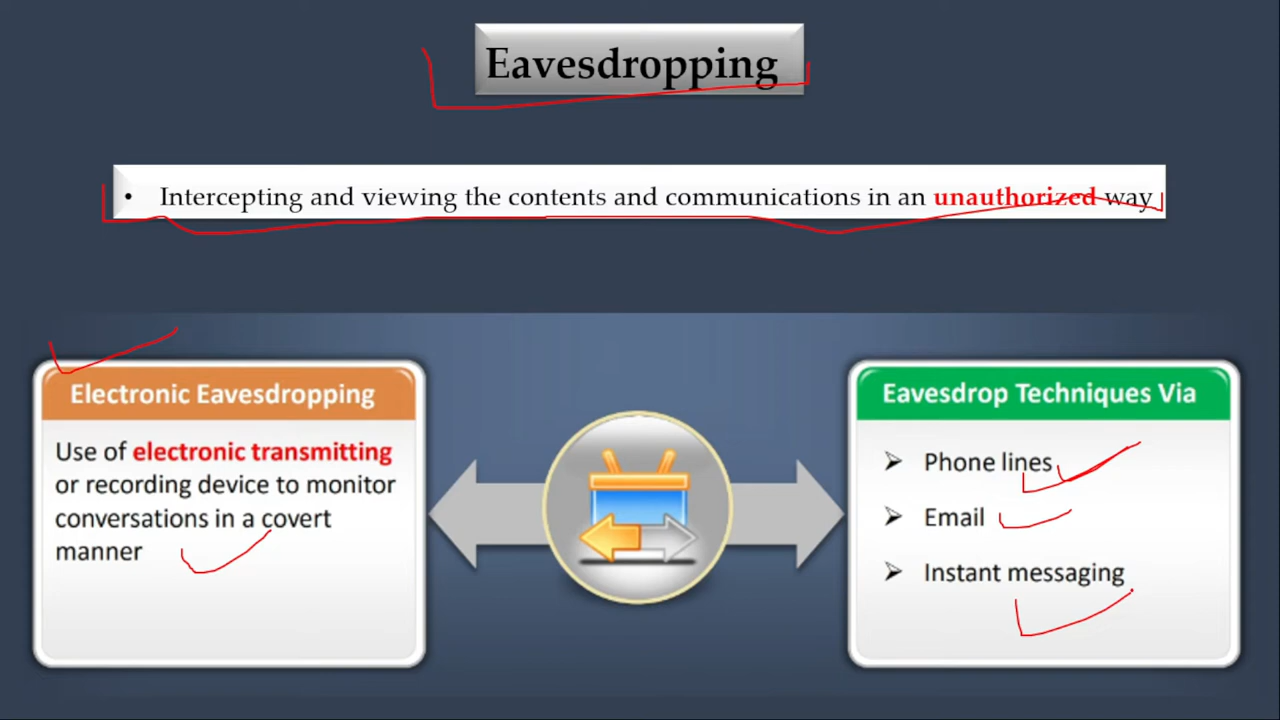 Eavesdropping
• Intercepting and viewing the contents and communications in an unauthorized way
Electronic Eavesdropping
Use of electronic transmitting
or recording device to monitor
conversations in a covert
manner
Eavesdrop Techniques Via
➢ Phone lines
➢ Email
➢ Instant messaging